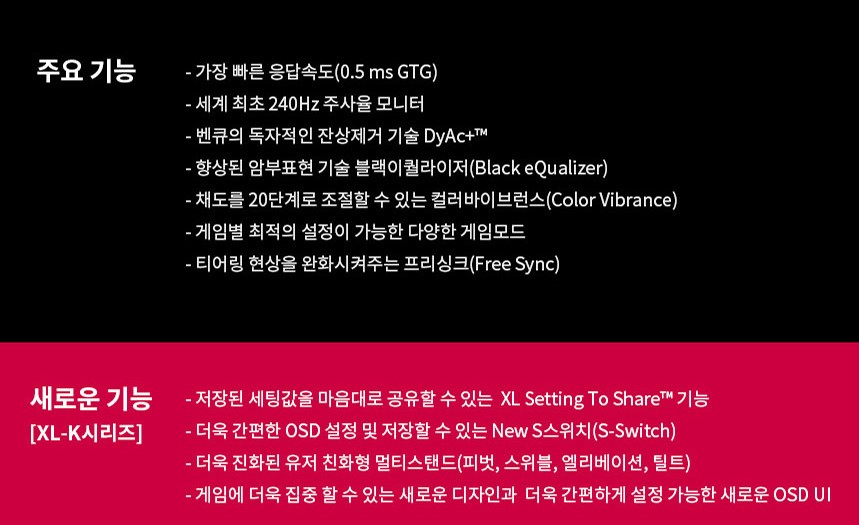 주요 기능
- 가장 빠른 응답속도(0.5 ms GTG)
- 세계 최초 240Hz 주사율 모니터
- 벤큐의 독자적인 잔상제거 기술 DyAc+™
- 향상된 암부표현 기술 블랙이퀄라이저(Black eQualizer)
- 채도를 20단계로 조절할 수 있는 컬러바이브런스(Color Vibrance)
- 게임별 최적의 설정이 가능한 다양한 게임모드
- 티어링 현상을 완화시켜주는 프리싱크(Free Sync)
새로운 기능
[XL-K시리즈]
- 저장된 세팅값을 마음대로 공유할 수 있는 XL Setting To Share™ 기능
- 더욱 간편한 OSD 설정 및 저장할 수 있는 New S스위치(S-Switch)
- 더욱 진화된 유저 친화형 멀티스탠드(피벗, 스위블, 엘리베이션, 틸트)
- 게임에 더욱 집중 할 수 있는 새로운 디자인과 더욱 간편하게 설정 가능한 새로운 OSD UI